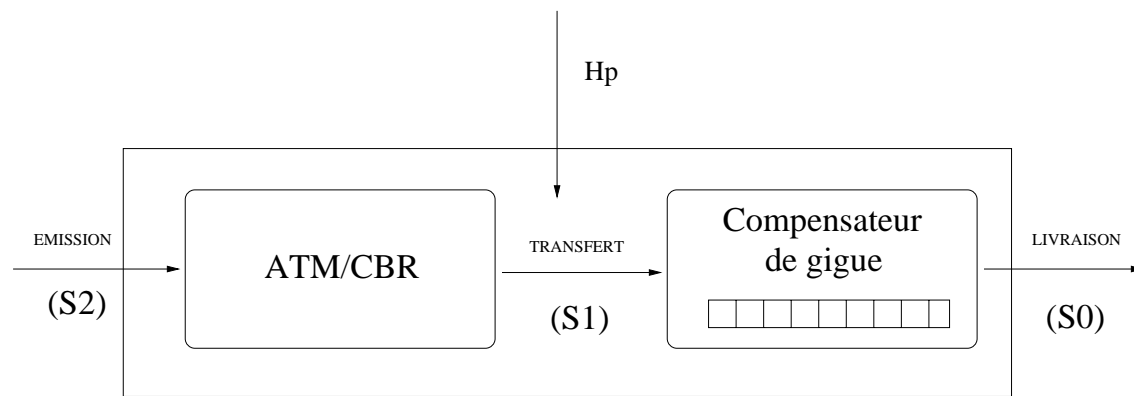 Hp
EMISSION
(S2)
ATM/CBR
TRANSFERT
(S1)
Compensateur
de gigue
LIVRAISON
(S0)